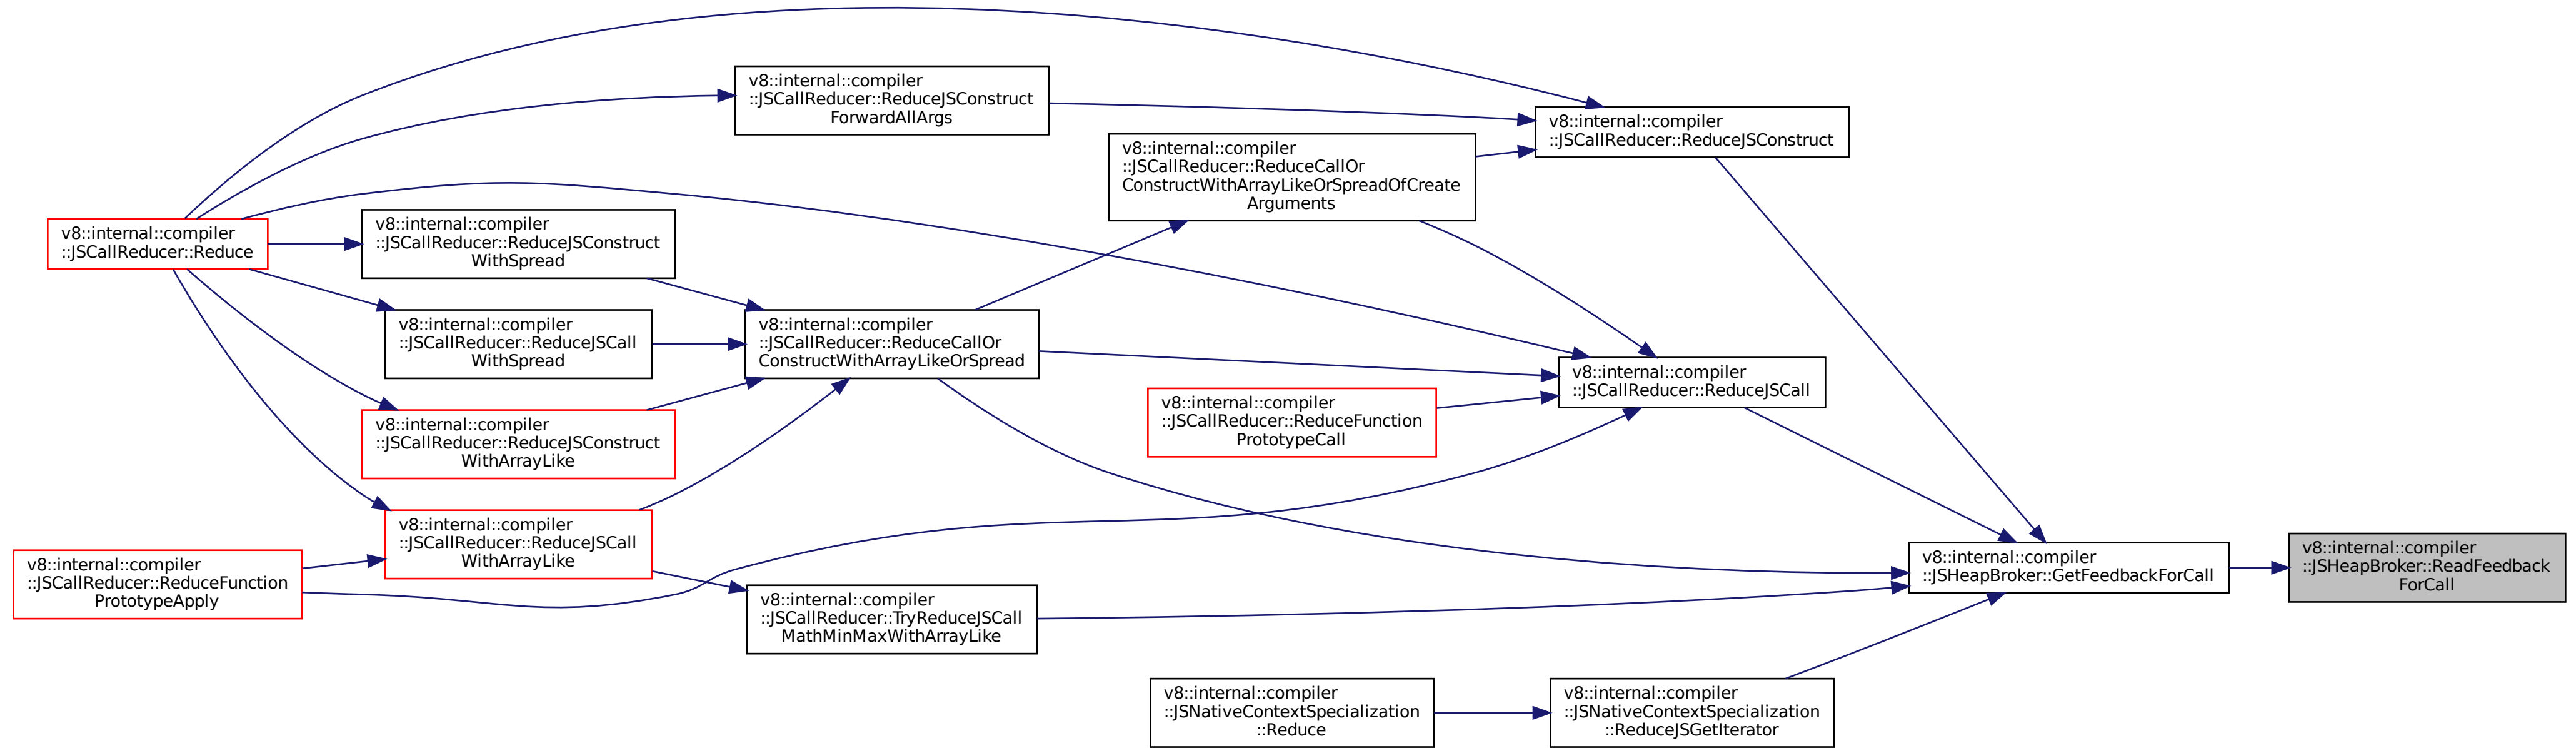 v8::internal::compiler
::JSCallReducer::Reduce
v8::internal::compiler
::JSCallReducer::ReduceFunction
PrototypeApply
v8::internal::compiler
::JSCallReducer::ReduceJSConstruct
WithSpread
v8::internal::compiler
::JSCallReducer::ReduceJSCall
WithSpread
v8::internal::compiler
::JSCallReducer::ReduceJSConstruct
WithArrayLike
v8::internal::compiler
::JSCallReducer::ReduceJSCall
WithArrayLike
v8::internal::compiler
::JSCallReducer::ReduceJSConstruct
ForwardAllArgs
v8::internal::compiler
::JSCallReducer::ReduceCallOr
ConstructWithArrayLikeOrSpread
v8::internal::compiler
::JSCallReducer::TryReduceJSCall
MathMinMaxWithArrayLike
v8::internal::compiler
::JSCallReducer::ReduceCallOr
ConstructWithArrayLikeOrSpreadOfCreate
Arguments
v8::internal::compiler
::JSCallReducer::ReduceFunction
PrototypeCall
v8::internal::compiler
::JSNativeContextSpecialization
::Reduce
v8::internal::compiler
::JSCallReducer::ReduceJSConstruct
v8::internal::compiler
::JSCallReducer::ReduceJSCall
v8::internal::compiler
::JSNativeContextSpecialization
::ReduceJSGetIterator
v8::internal::compiler
::JSHeapBroker::GetFeedbackForCall
v8::internal::compiler
::JSHeapBroker::ReadFeedback
ForCall